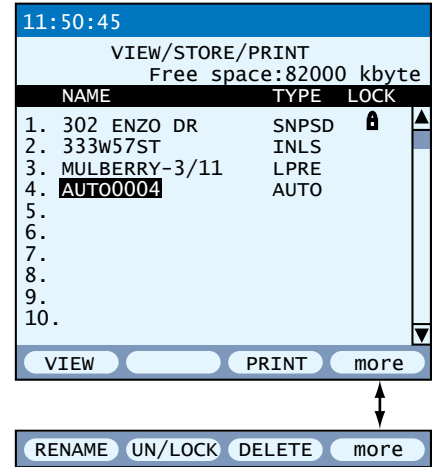 11:50:45
VIEW/STORE/PRINT
Free space:82000 kbyte
NAME TYPE LOCK
1. 302 ENZO DR SNPSD
2. 333W57ST INLS
3. MULBERRY-3/11 LPRE
4. AUTO0004 AUTO
5.
6.
7.
8.
9.
10.
VIEW PRINT more
RENAME UN/LOCK DELETE more